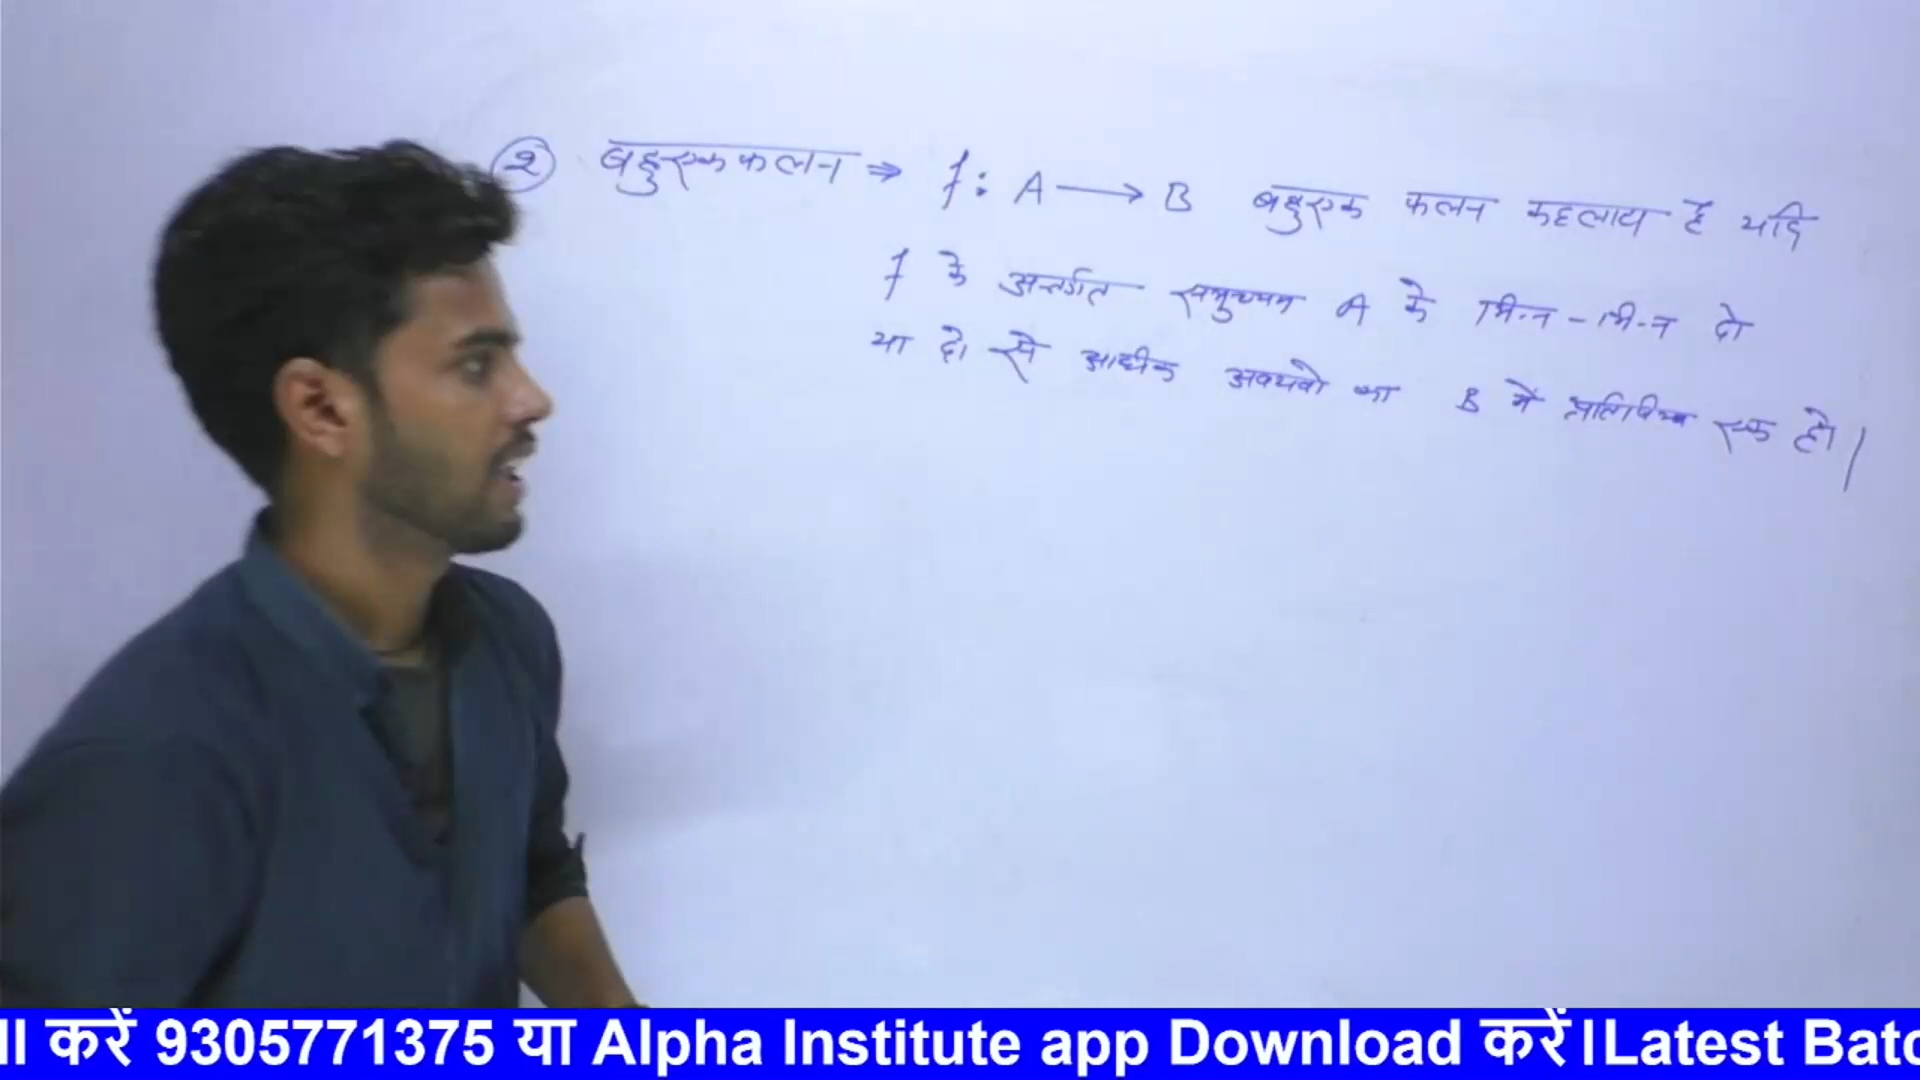 ② बहुएक फलन ⇒ f: A ⟶ B बहुएक फलन कहलाता है यदि
f के अन्तर्गत समुच्चय A के भिन्न-भिन्न दो
या दो से अधिक अवयवो का B में प्रतिबिम्ब एक हो।
ll करें 9305771375 या Alpha Institute app Download करें।Latest Batc